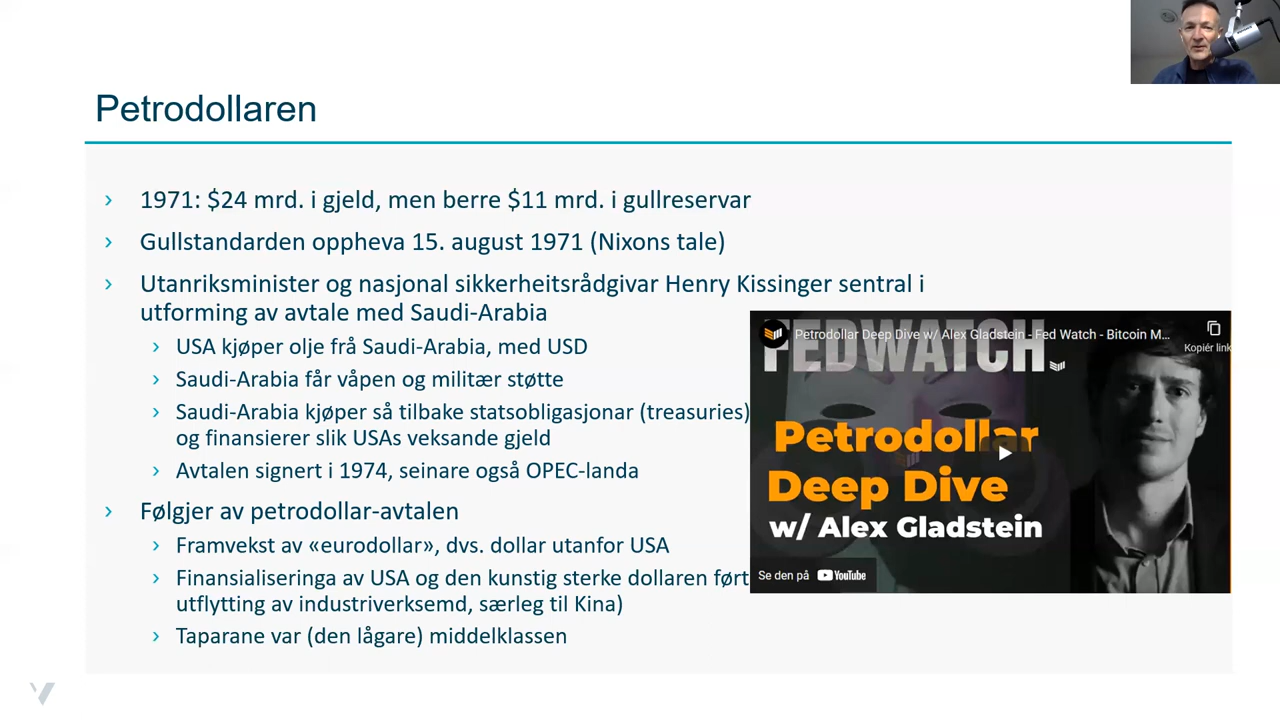 Petrodollaren
› 1971: $24 mrd. i gjeld, men berre $11 mrd. i gullreservar
› Gullstandarden oppheva 15. august 1971 (Nixons tale)
› Utanriksminister og nasjonal sikkerheitsrådgivar Henry Kissinger sentral i
utforming av avtale med Saudi-Arabia
› USA kjøper olje frå Saudi-Arabia, med USD
› Saudi-Arabia får våpen og militær støtte
› Saudi-Arabia kjøper så tilbake statsobligasjonar (treasuries)
og finansierer slik USAs veksande gjeld
› Avtalen signert i 1974, seinare også OPEC-landa
› Følgjer av petrodollar-avtalen
› Framvekst av «eurodollar», dvs. dollar utanfor USA
› Finansialiseringa av USA og den kunstig sterke dollaren ført
utflytting av industriverksemd, særleg til Kina)
› Taparane var (den lågare) middelklassen
Petrodollar Deep Dive w/ Alex Gladstein - Fed Watch - Bitcoin M...
Kopiér link
FEDWATCH
Petrodollar
Deep Dive
w/ Alex Gladstein
Se den på YouTube